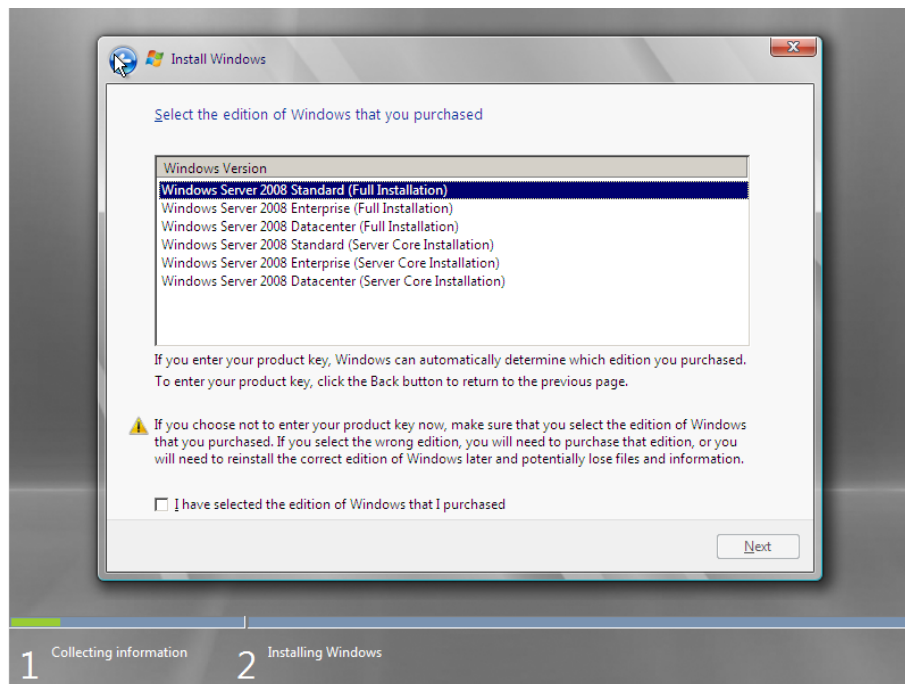 Install Windows
Select the edition of Windows that you purchased
Windows Version
Windows Server 2008 Standard (Full Installation)
Windows Server 2008 Enterprise (Full Installation)
Windows Server 2008 Datacenter (Full Installation)
Windows Server 2008 Standard (Server Core Installation)
Windows Server 2008 Enterprise (Server Core Installation)
Windows Server 2008 Datacenter (Server Core Installation)
If you enter your product key, Windows can automatically determine which edition you purchased.
To enter your product key, click the Back button to return to the previous page.
If you choose not to enter your product key now, make sure that you select the edition of Windows
that you purchased. If you select the wrong edition, you will need to purchase that edition, or you
will need to reinstall the correct edition of Windows later and potentially lose files and information.
I have selected the edition of Windows that I purchased
Next
1 Collecting information 2 Installing Windows